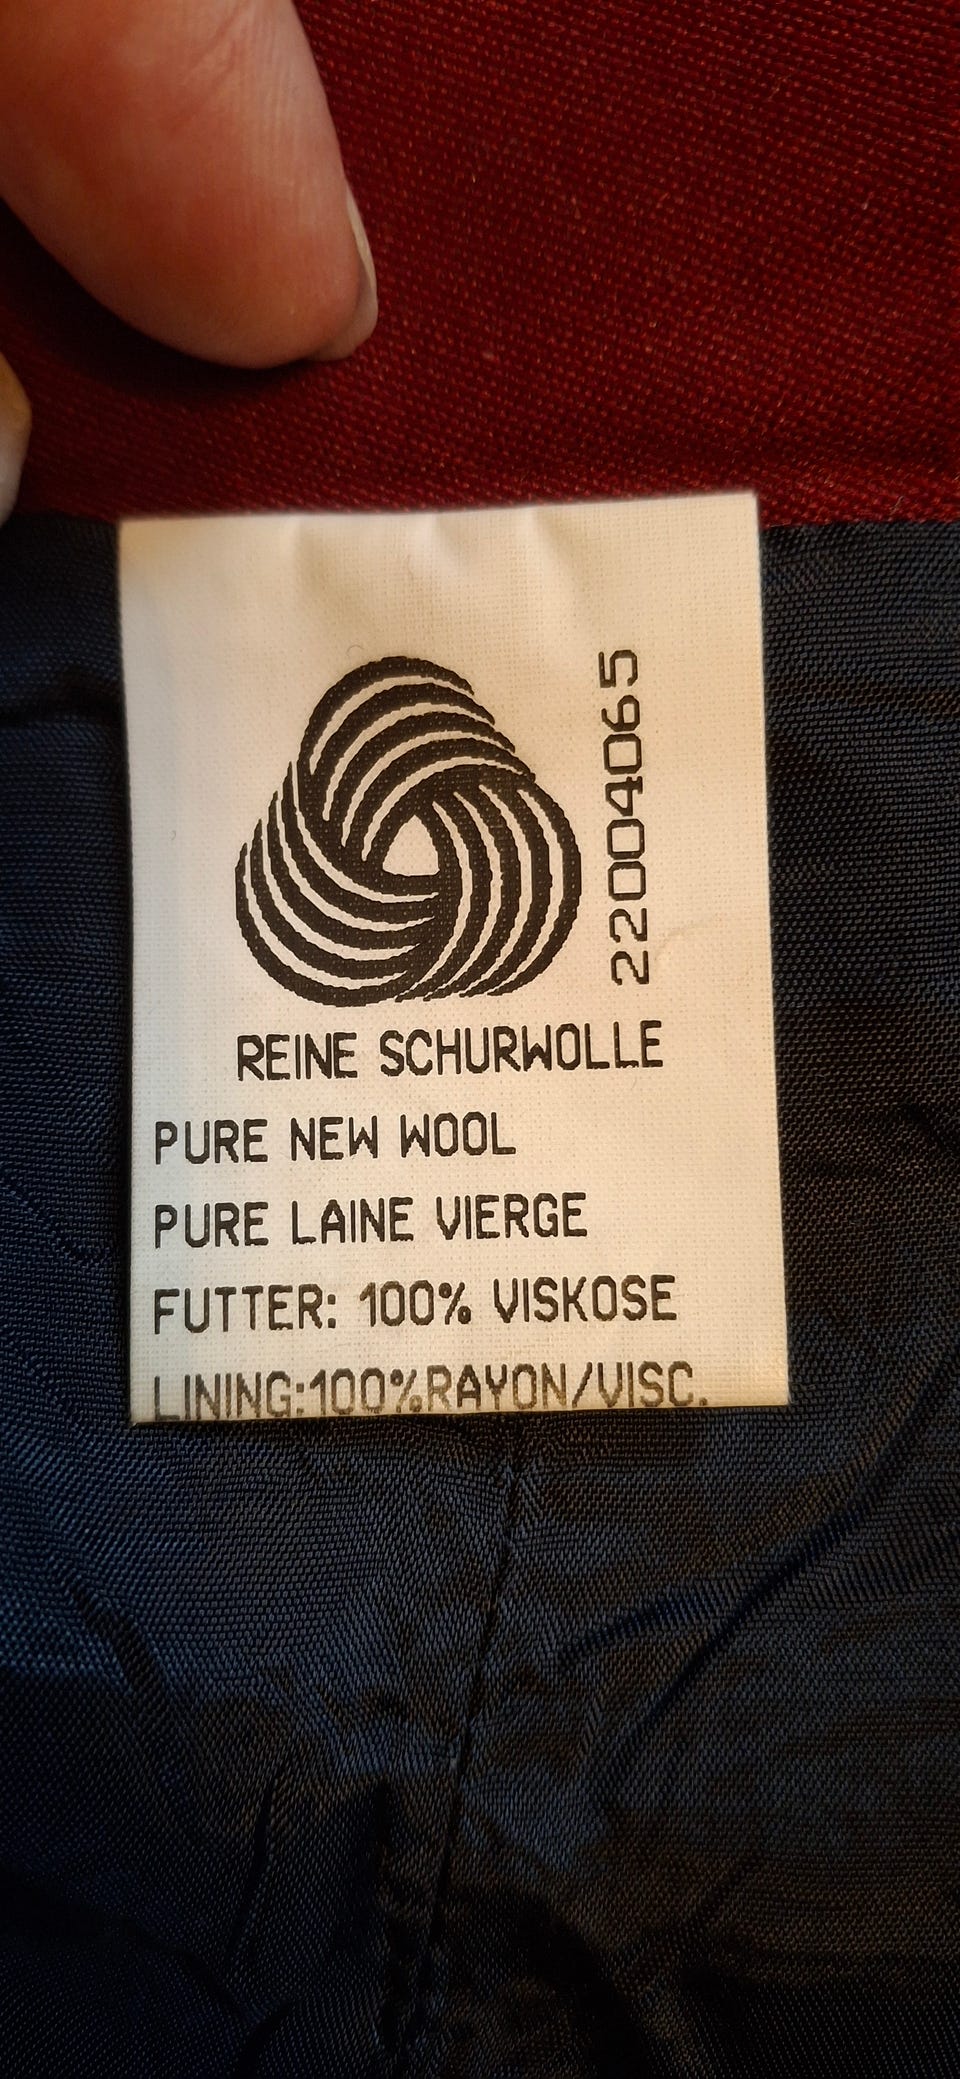 22004065
REINE SCHURWOLLE
PURE NEW WOOL
PURE LAINE VIERGE
FUTTER: 100% VISKOSE
LINING:100%RAYON/VISC.